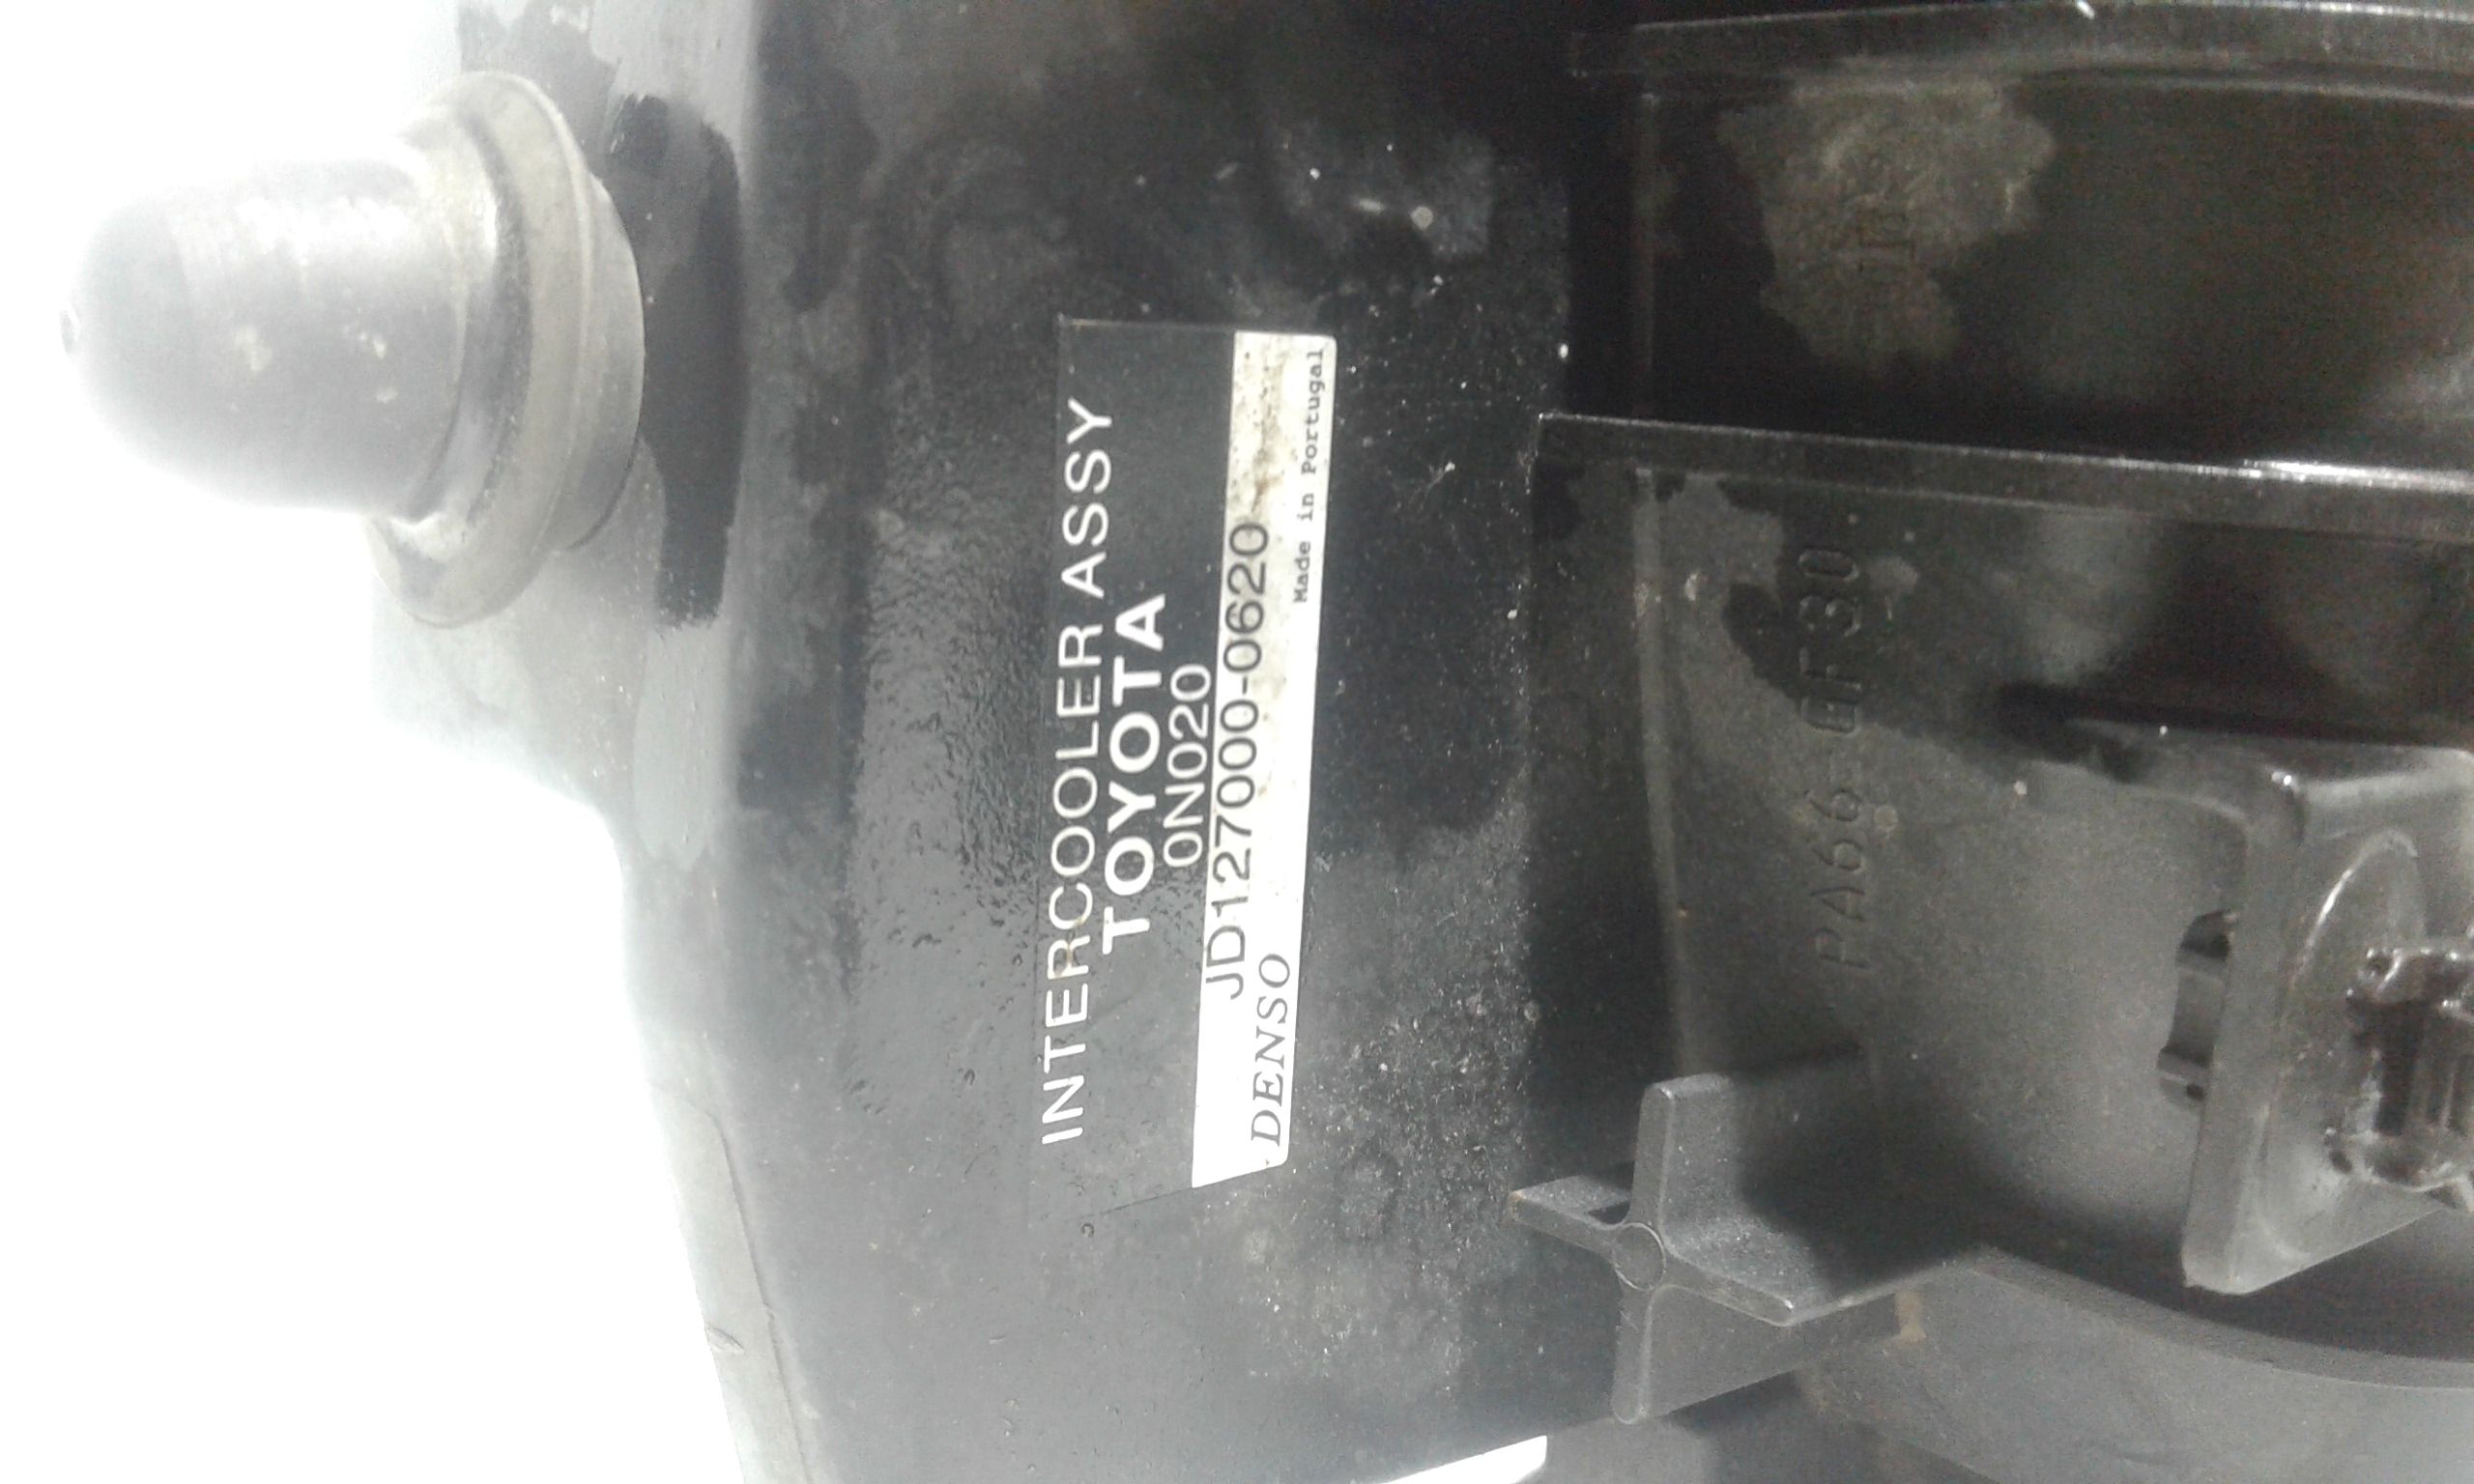 INTERCOOLER ASSY
TOYOTA
0N020
JD127000-0620
DENSO Made in Portugal
PA66-GF30